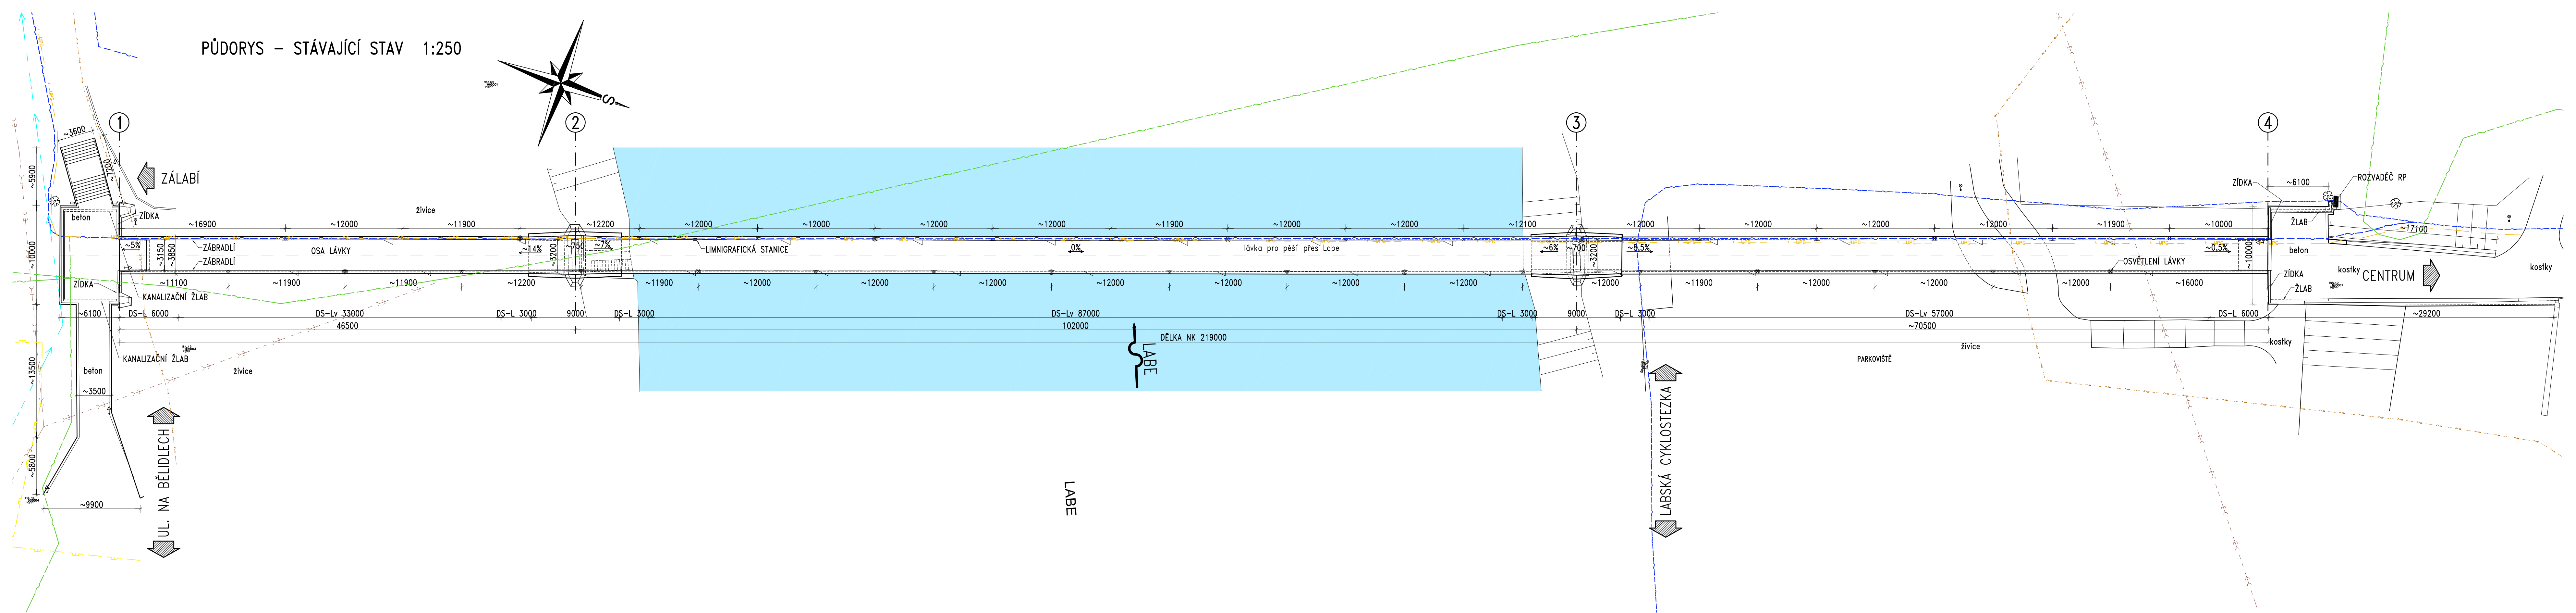 PŮDORYS – STÁVAJÍCÍ STAV 1:250
S
1
2
3
4
~3600
~7200
~5900
ZÁLABÍ
ZÍDKA
~6100
ROZVADĚČ RP
beton
ZÍDKA
živice
ŽLAB
~16900
~12000
~11900
~12200
~12000
~12000
~12000
~12000
~11900
~12000
~12000
~12100
~12000
~12000
~12000
~12000
~11900
~10000
~17100
~5%
~3150
~3850
ZÁBRADLÍ
ZÁBRADLÍ
OSA LÁVKY
~14%
~3200
~750
~7%
LIMNIGRAFICKÁ STANICE
0%
lávka pro pěší přes Labe
~6%
~700
~3200
~8,5%
~0,5%
~10000
beton
~10000
OSVĚTLENÍ LÁVKY
kostky
CENTRUM
kostky
ZÍDKA
ZÍDKA
ŽLAB
~11100
~11900
~11900
~12200
~11900
~12000
~12000
~12000
~12000
~12000
~12000
~12000
~12000
~11900
~12000
~12000
~12000
~16000
KANALIZAČNÍ ŽLAB
~6100
DS-L 6000
DS-Lv 33000
DS-L 3000
9000
DS-L 3000
DS-Lv 87000
DS-L 3000
9000
DS-L 3000
DS-Lv 57000
DS-L 6000
~29200
46500
102000
~70500
DÉLKA NK 219000
kostky
živice
KANALIZAČNÍ ŽLAB
LABE
PARKOVIŠTĚ
beton
živice
~13500
~3500
~5800
~9900
UL. NA BĚLIDLECH
LABE
LABSKÁ CYKLOSTEZKA